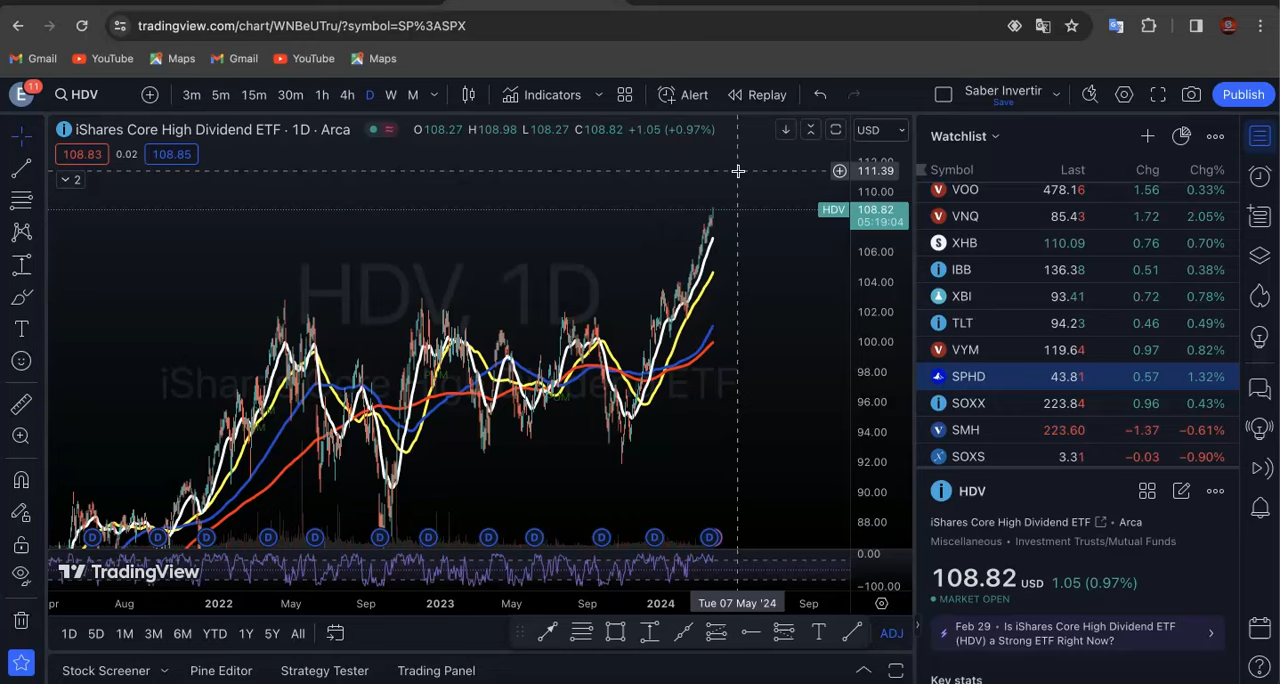 tradingview.com/chart/WNBeUTru/?symbol=SP%3ASPX
Gmail YouTube Maps Gmail YouTube Maps
E 11 HDV 3m 5m 15m 30m 1h 4h D W M Indicators Alert Replay Saber Invertir Save Publish
iShares Core High Dividend ETF · 1D · Arca O108.27 H108.98 L108.27 C108.82 +1.05 (+0.97%) USD
108.83 0.02 108.85
2
112.00
111.39
110.00
HDV 108.82
05:19:04
106.00
104.00
102.00
100.00
98.00
96.00
94.00
92.00
90.00
88.00
0.00
-100.00
HDV, 1D
iShares Core High Dividend ETF
D D D D D D D D D D D D
TradingView
Aug 2022 May Sep 2023 May Sep 2024 Tue 07 May '24 Sep
1D 5D 1M 3M 6M YTD 1Y 5Y All ADJ
Stock Screener Pine Editor Strategy Tester Trading Panel
Watchlist
Symbol Last Chg Chg%
VOO 478.16 1.56 0.33%
VNQ 85.43 1.72 2.05%
XHB 110.09 0.76 0.70%
IBB 136.38 0.51 0.38%
XBI 93.41 0.72 0.78%
TLT 94.23 0.46 0.49%
VYM 119.64 0.97 0.82%
SPHD 43.81 0.57 1.32%
SOXX 223.84 0.96 0.43%
SMH 223.60 −1.37 −0.61%
SOXS 3.31 −0.03 −0.90%
HDV
iShares Core High Dividend ETF • Arca
Miscellaneous • Investment Trusts/Mutual Funds
108.82 USD 1.05 (0.97%)
MARKET OPEN
Feb 29 • Is iShares Core High Dividend ETF
(HDV) a Strong ETF Right Now?
Key stats